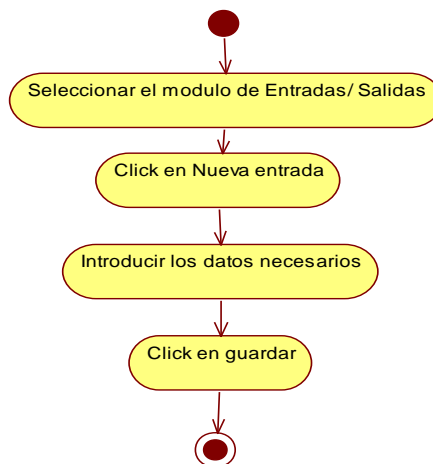 Seleccionar el modulo de Entradas/ Salidas
Click en Nueva entrada
Introducir los datos necesarios
Click en guardar